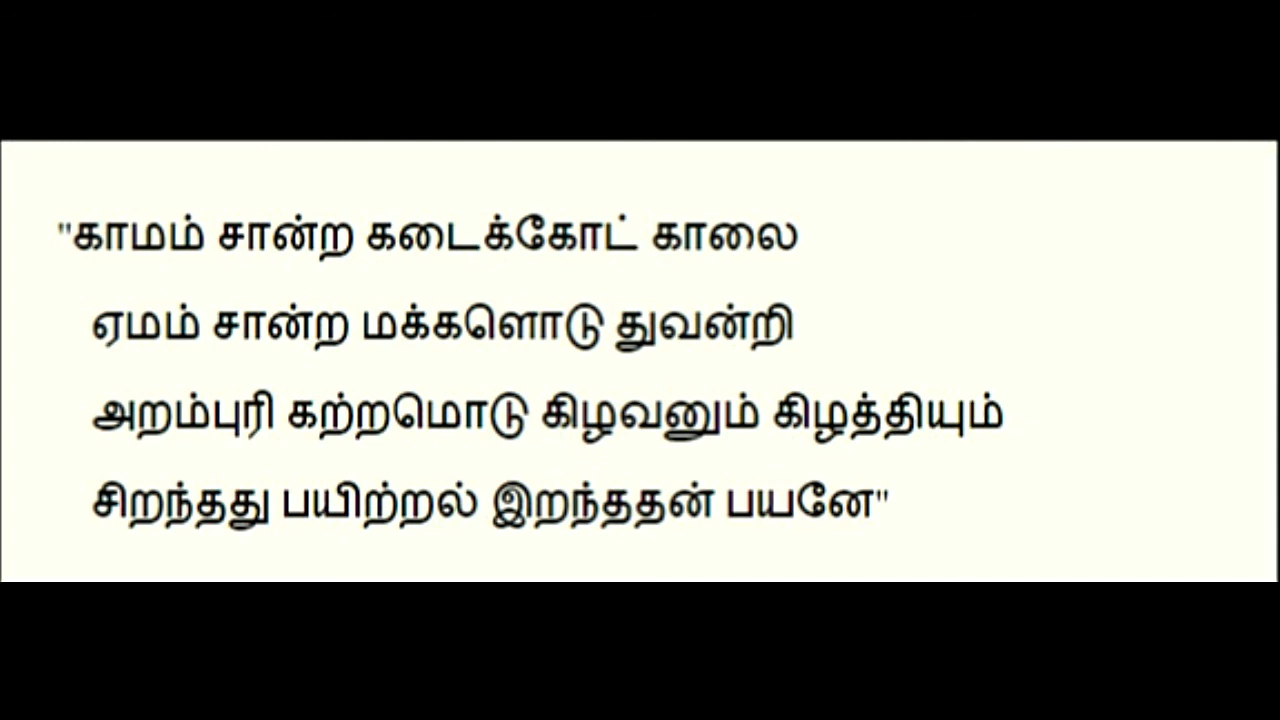 "காமம் சான்ற கடைக்கோட் காலை
ஏமம் சான்ற மக்களொடு துவன்றி
அறம்புரி கற்றமொடு கிழவனும் கிழத்தியும்
சிறந்தது பயிற்றல் இறந்ததன் பயனே"